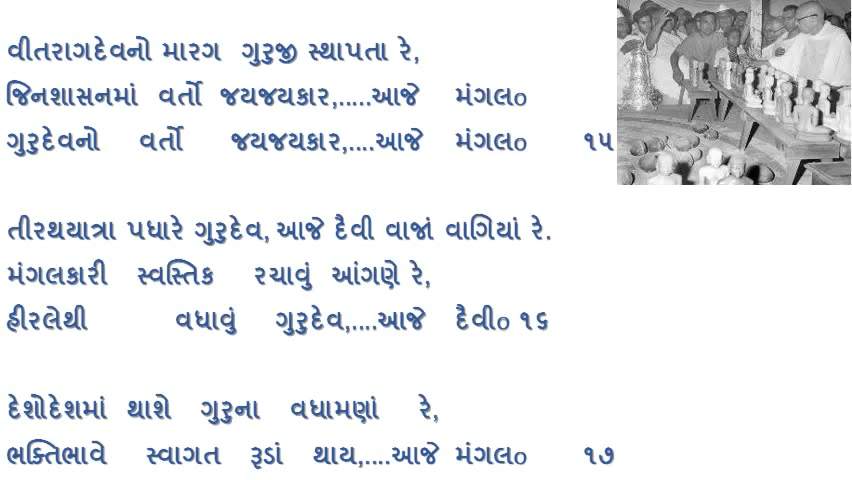 વીતરાગદેવનો મારગ ગુરુજી સ્થાપતા રે,
જિનશાસનમાં વર્તો જયજયકાર,.....આજે મંગલ૦
ગુરુદેવનો વર્તો જયજયકાર,....આજે મંગલ૦ ૧૫
તીરથયાત્રા પધારે ગુરુદેવ, આજે દૈવી વાજાં વાગિયાં રે.
મંગલકારી સ્વસ્તિક રચાવું આંગણે રે,
હીરલેથી વધાવું ગુરુદેવ,....આજે દૈવી૦ ૧૬
દેશોદેશમાં થાશે ગુરુના વધામણાં રે,
ભક્તિભાવે સ્વાગત રૂડાં થાય,....આજે મંગલ૦ ૧૭